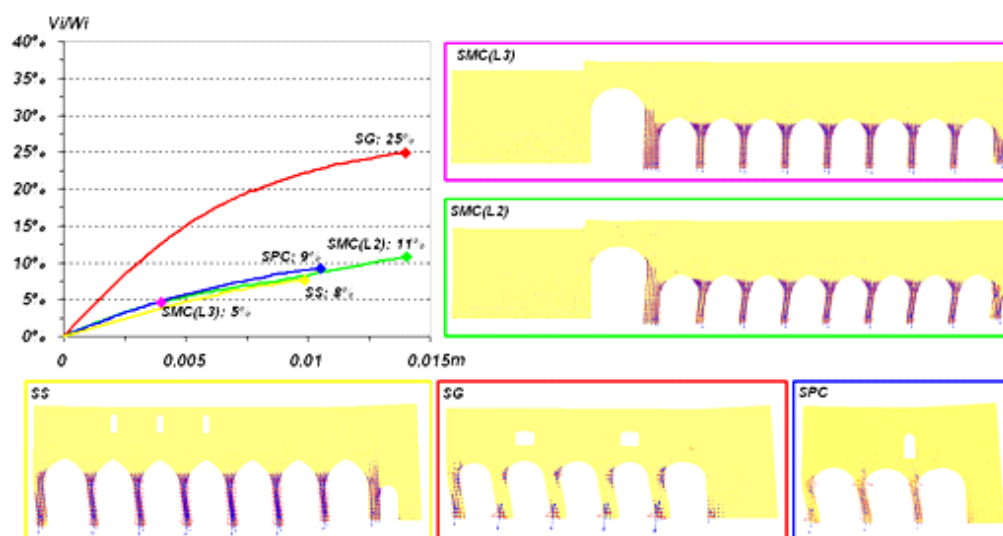 Vi/Wi
40%
35%
30%
25%
20%
15%
10%
5%
0%
SG: 25%
SPC: 9%
SMC(L2): 11%
SS: 8%
SMC(L3): 5%
0 0.005 0.01 0.015m
SMC(L3)
SMC(L2)
SS
SG
SPC